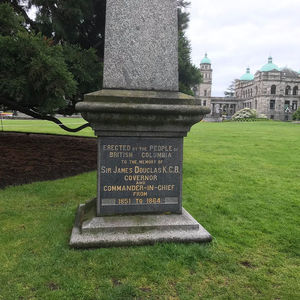 ERECTED BY THE PEOPLE OF
BRITISH COLUMBIA
TO THE MEMORY OF
SIR JAMES DOUGLAS K.C.B.
GOVERNOR
AND
COMMANDER-IN-CHIEF
FROM
1851 TO 1864.